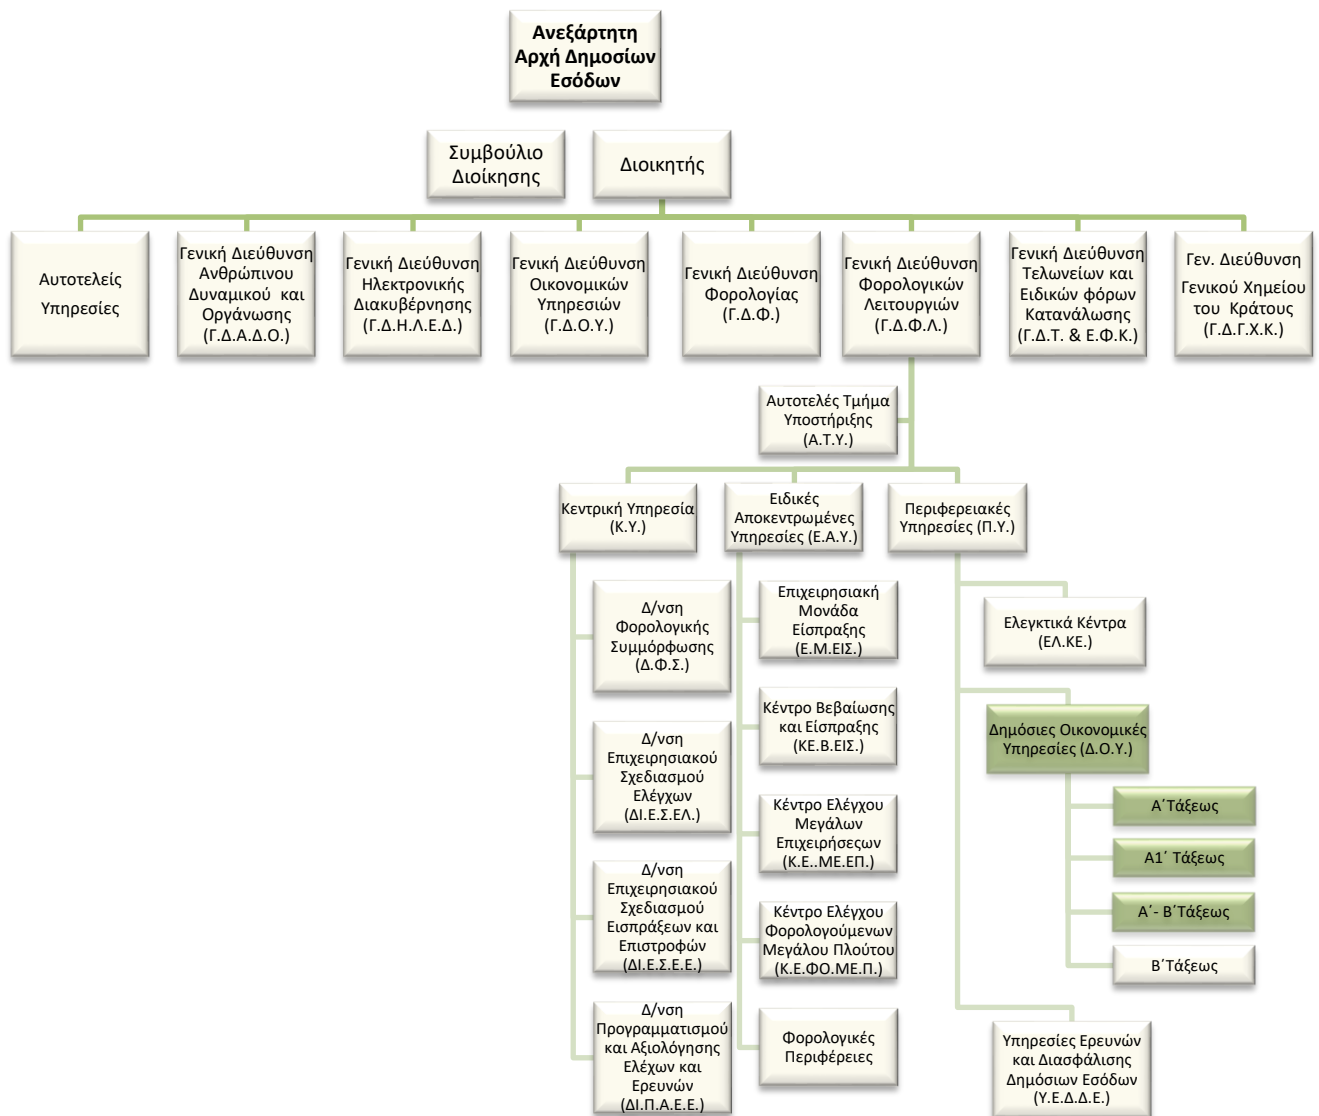 Ανεξάρτητη
Αρχή Δημοσίων
Εσόδων
Συμβούλιο
Διοίκησης
Διοικητής
Αυτοτελείς
Υπηρεσίες
Γενική Διεύθυνση
Ανθρώπινου
Δυναμικού και
Οργάνωσης
(Γ.Δ.Α.Δ.Ο.)
Γενική Διεύθυνση
Ηλεκτρονικής
Διακυβέρνησης
(Γ.Δ.Η.Λ.Ε.Δ.)
Γενική Διεύθυνση
Οικονομικών
Υπηρεσιών
(Γ.Δ.Ο.Υ.)
Γενική Διεύθυνση
Φορολογίας
(Γ.Δ.Φ.)
Γενική Διεύθυνση
Φορολογικών
Λειτουργιών
(Γ.Δ.Φ.Λ.)
Γενική Διεύθυνση
Τελωνείων και
Ειδικών φόρων
Κατανάλωσης
(Γ.Δ.Τ. & Ε.Φ.Κ.)
Γεν. Διεύθυνση
Γενικού Χημείου
του Κράτους
(Γ.Δ.Γ.Χ.Κ.)
Αυτοτελές Τμήμα
Υποστήριξης
(Α.Τ.Υ.)
Κεντρική Υπηρεσία
(Κ.Υ.)
Ειδικές
Αποκεντρωμένες
Υπηρεσίες (Ε.Α.Υ.)
Περιφερειακές
Υπηρεσίες (Π.Υ.)
Δ/νση
Φορολογικής
Συμμόρφωσης
(Δ.Φ.Σ.)
Δ/νση
Επιχειρησιακού
Σχεδιασμού
Ελέγχων
(ΔΙ.Ε.Σ.ΕΛ.)
Δ/νση
Επιχειρησιακού
Σχεδιασμού
Εισπράξεων και
Επιστροφών
(ΔΙ.Ε.Σ.Ε.Ε.)
Δ/νση
Προγραμματισμού
και Αξιολόγησης
Ελέχων και
Ερευνών
(ΔΙ.Π.Α.Ε.Ε.)
Επιχειρησιακή
Μονάδα
Είσπραξης
(Ε.Μ.ΕΙΣ.)
Κέντρο Βεβαίωσης
και Είσπραξης
(ΚΕ.Β.ΕΙΣ.)
Κέντρο Ελέγχου
Μεγάλων
Επιχειρήσεςων
(Κ.Ε..ΜΕ.ΕΠ.)
Κέντρο Ελέγχου
Φορολογούμενων
Μεγάλου Πλούτου
(Κ.Ε.ΦΟ.ΜΕ.Π.)
Φορολογικές
Περιφέρειες
Ελεγκτικά Κέντρα
(ΕΛ.ΚΕ.)
Δημόσιες Οικονομικές
Υπηρεσίες (Δ.Ο.Υ.)
Α΄Τάξεως
Α1΄ Τάξεως
Α΄- Β΄Τάξεως
Β΄Τάξεως
Υπηρεσίες Ερευνών
και Διασφάλισης
Δημόσιων Εσόδων
(Υ.Ε.Δ.Δ.Ε.)